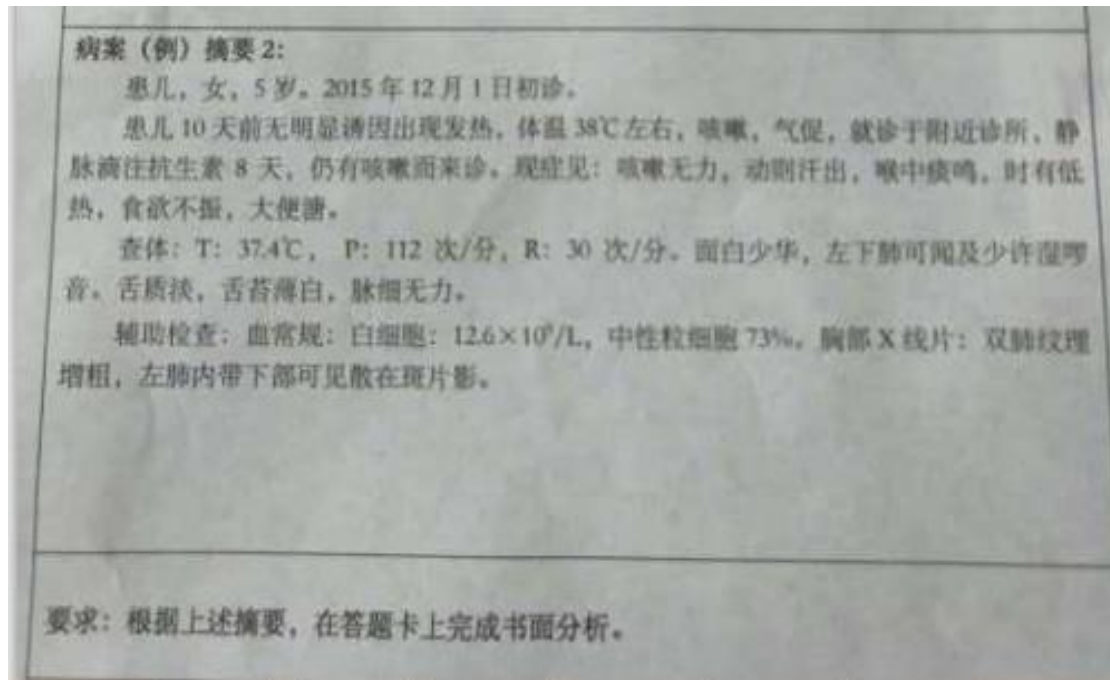 病案（例）摘要2：
患儿，女，5岁。2015年12月1日初诊。
患儿10天前无明显诱因出现发热，体温38℃左右，咳嗽，气促，就诊于附近诊所，静
脉滴注抗生素8天，仍有咳嗽而来诊。现症见：咳嗽无力，动则汗出，喉中痰鸣，时有低
热，食欲不振，大便溏。
查体：T：37.4℃，P：112次/分，R：30次/分。面白少华，左下肺可闻及少许湿啰
音。舌质淡，舌苔薄白，脉细无力。
辅助检查：血常规：白细胞：12.6×10⁹/L，中性粒细胞73%。胸部X线片：双肺纹理
增粗，左肺内带下部可见散在斑片影。
要求：根据上述摘要，在答题卡上完成书面分析。